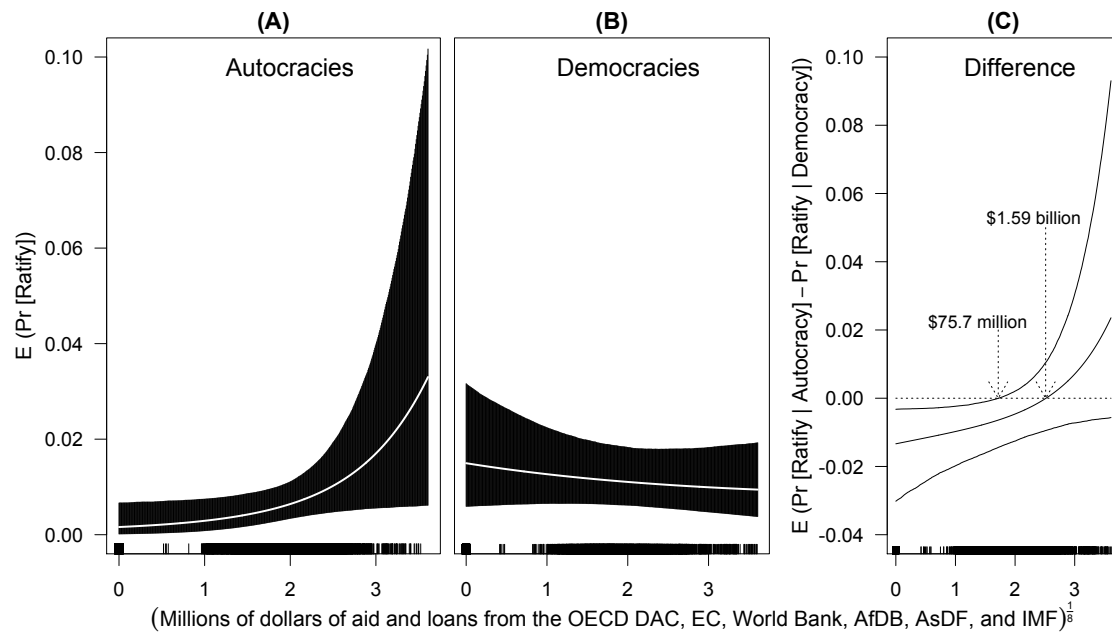 (A)
(B)
(C)
Autocracies
Democracies
Difference
E (Pr [Ratify])
0.10
0.08
0.06
0.04
0.02
0.00
0 1 2 3
0 1 2 3
E (Pr [Ratify | Autocracy] − Pr [Ratify | Democracy])
0.10
0.08
0.06
0.04
0.02
0.00
-0.02
-0.04
$1.59 billion
$75.7 million
0 1 2 3
(Millions of dollars of aid and loans from the OECD DAC, EC, World Bank, AfDB, AsDF, and IMF)^1/8